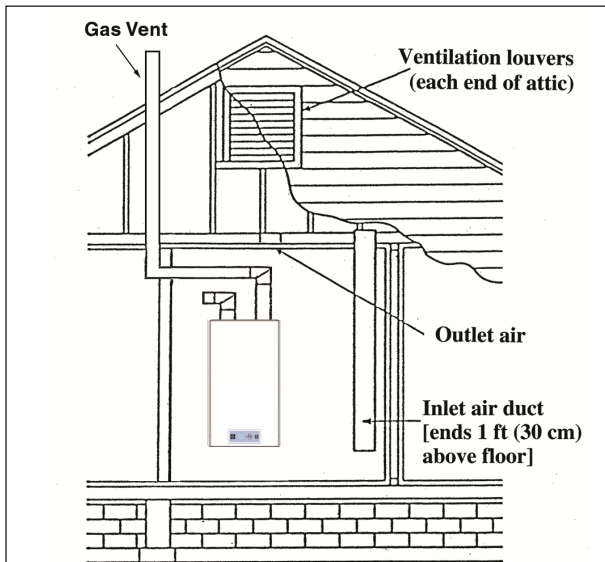 Gas Vent
Ventilation louvers
(each end of attic)
Outlet air
Inlet air duct
[ends 1 ft (30 cm)
above floor]